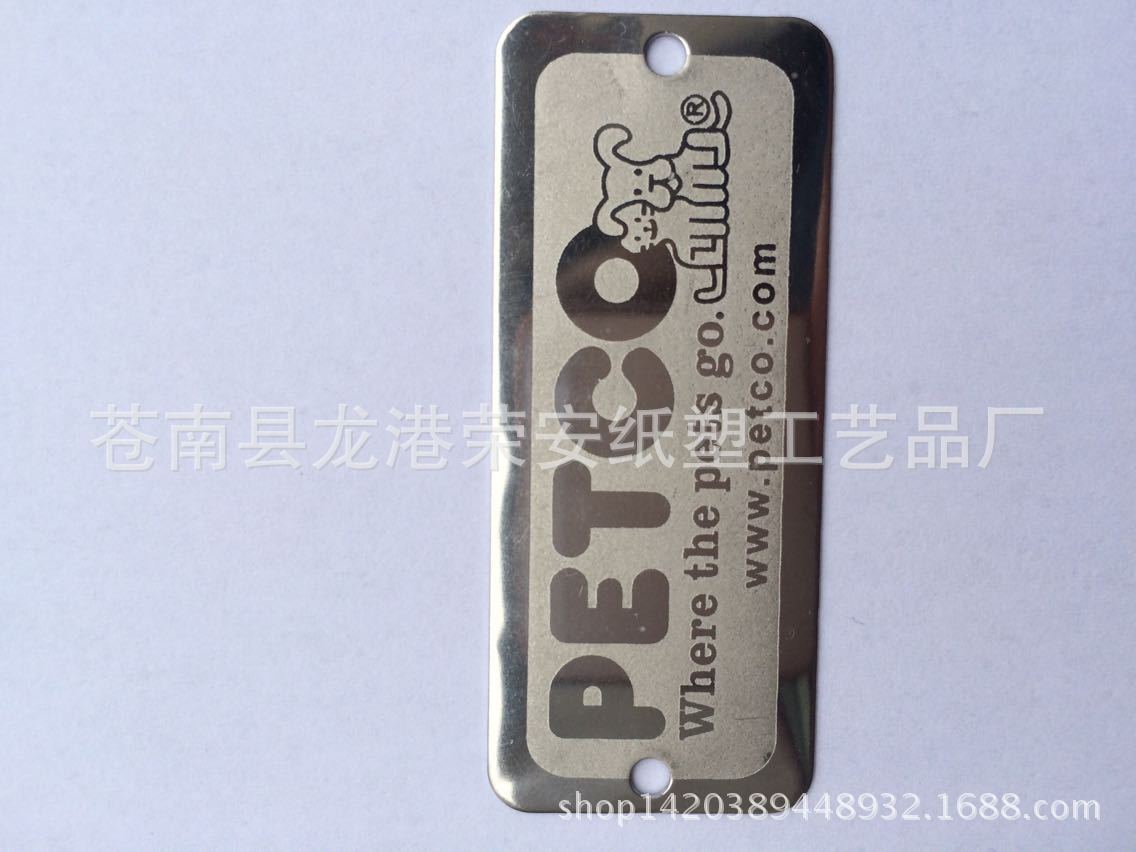 PETCO
®
Where the pets go.
www.petco.com
苍南县龙港荣安纸塑工艺品厂
shop1420389448932.1688.com